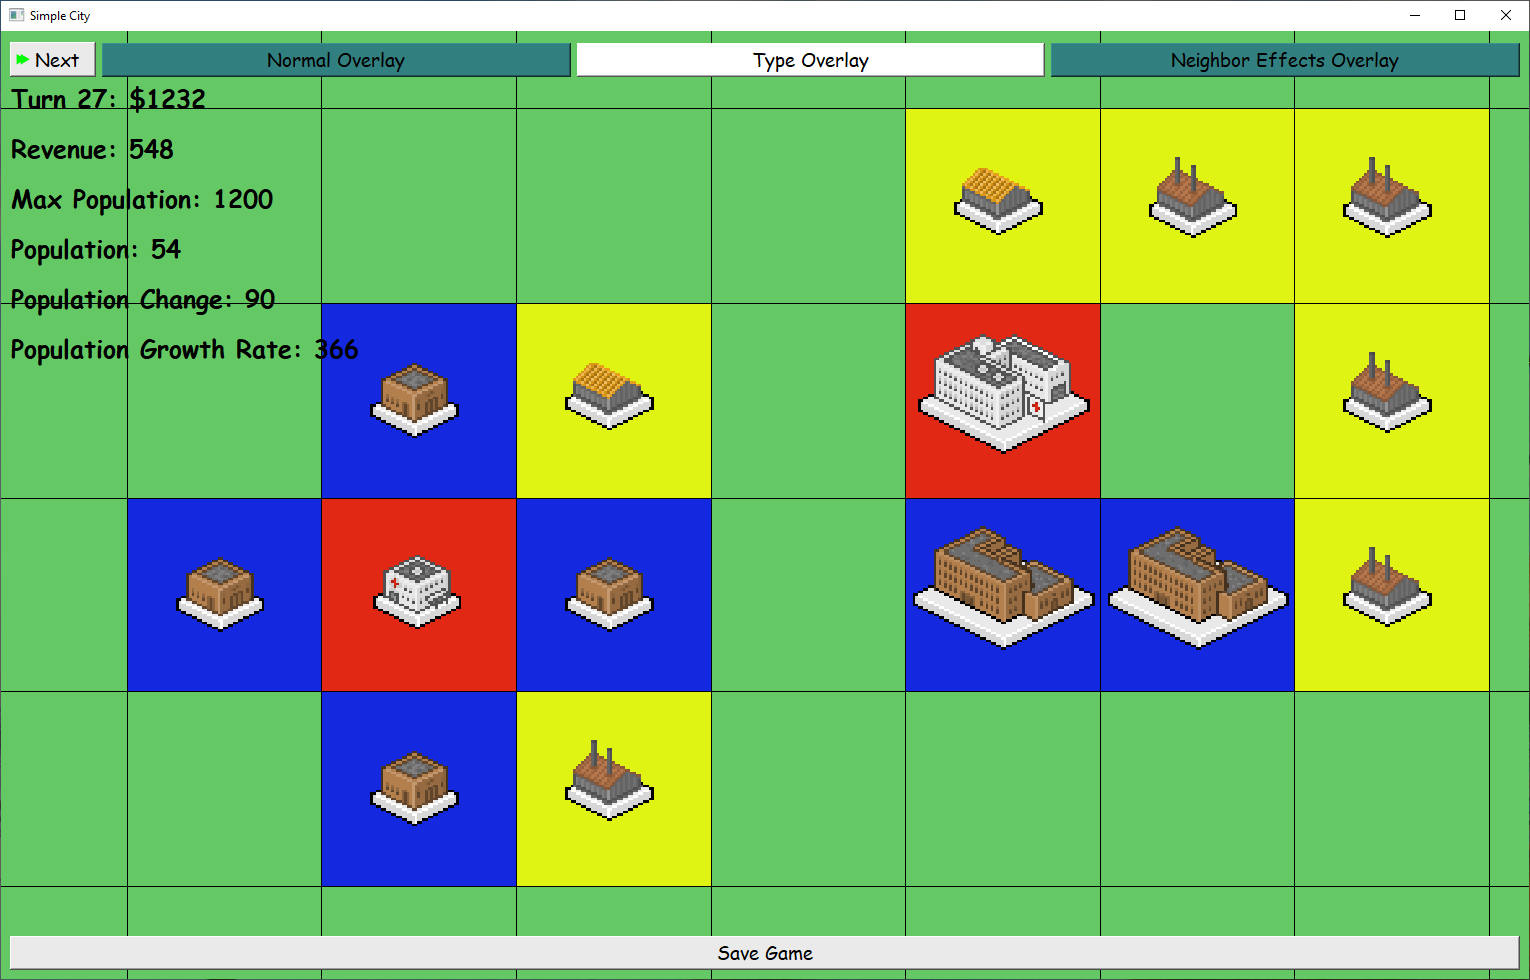 Simple City
Next
Normal Overlay
Type Overlay
Neighbor Effects Overlay
Turn 27: $1232
Revenue: 548
Max Population: 1200
Population: 54
Population Change: 90
Population Growth Rate: 366
Save Game